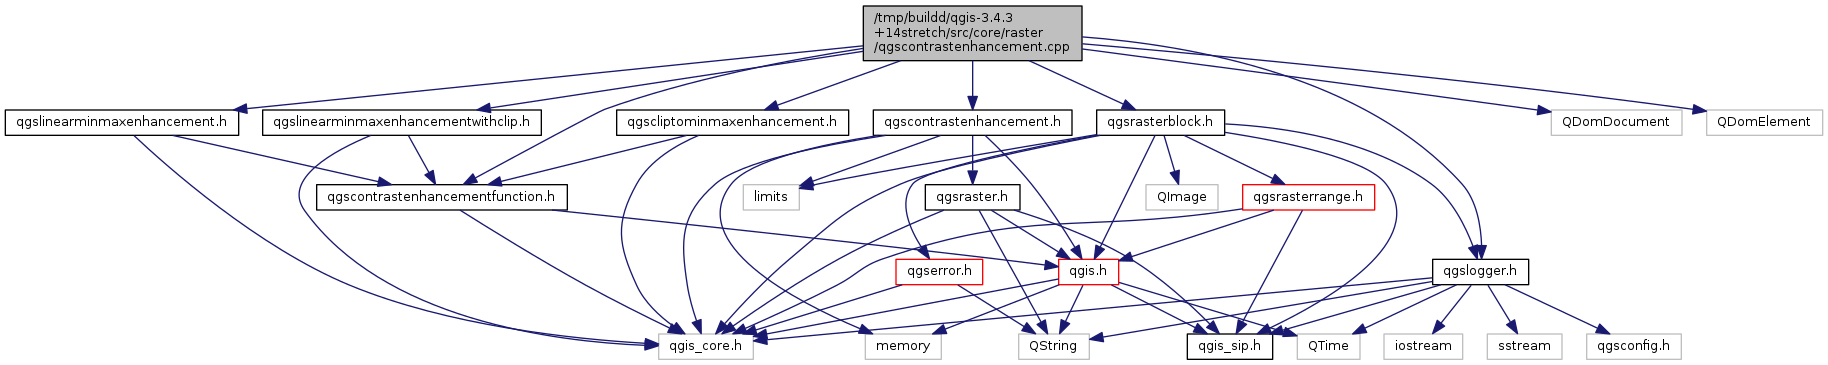 /tmp/buildd/qgis-3.4.3
+14stretch/src/core/raster
/qgscontrastenhancement.cpp
qgslinearminmaxenhancement.h
qgslinearminmaxenhancementwithclip.h
qgscliptominmaxenhancement.h
qgscontrastenhancement.h
qgsrasterblock.h
QDomDocument
QDomElement
qgscontrastenhancementfunction.h
limits
qgsraster.h
QImage
qgsrasterrange.h
qgserror.h
qgis.h
qgslogger.h
qgis_core.h
memory
QString
qgis_sip.h
QTime
iostream
sstream
qgsconfig.h